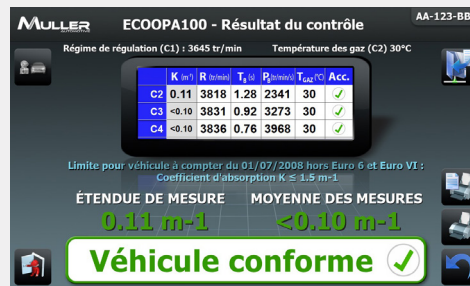 MULLER
AUTOMOTIVE
ECOOPA100 - Résultat du contrôle
AA-123-BB
Régime de régulation (C1) : 3645 tr/min Température des gaz (C2) 30°C
K (m-1) R (tr/min) TB (s) PB(tr/min/s) TGAZ (°C) Acc.
C2 0.11 3818 1.28 2341 30
C3 <0.10 3831 0.92 3273 30
C4 <0.10 3836 0.76 3968 30
Limite pour véhicule à compter du 01/07/2008 hors Euro 6 et Euro VI :
Coefficient d'absorption K ≤ 1.5 m-1
ÉTENDUE DE MESURE MOYENNE DES MESURES
0.11 m-1 <0.10 m-1
Véhicule conforme